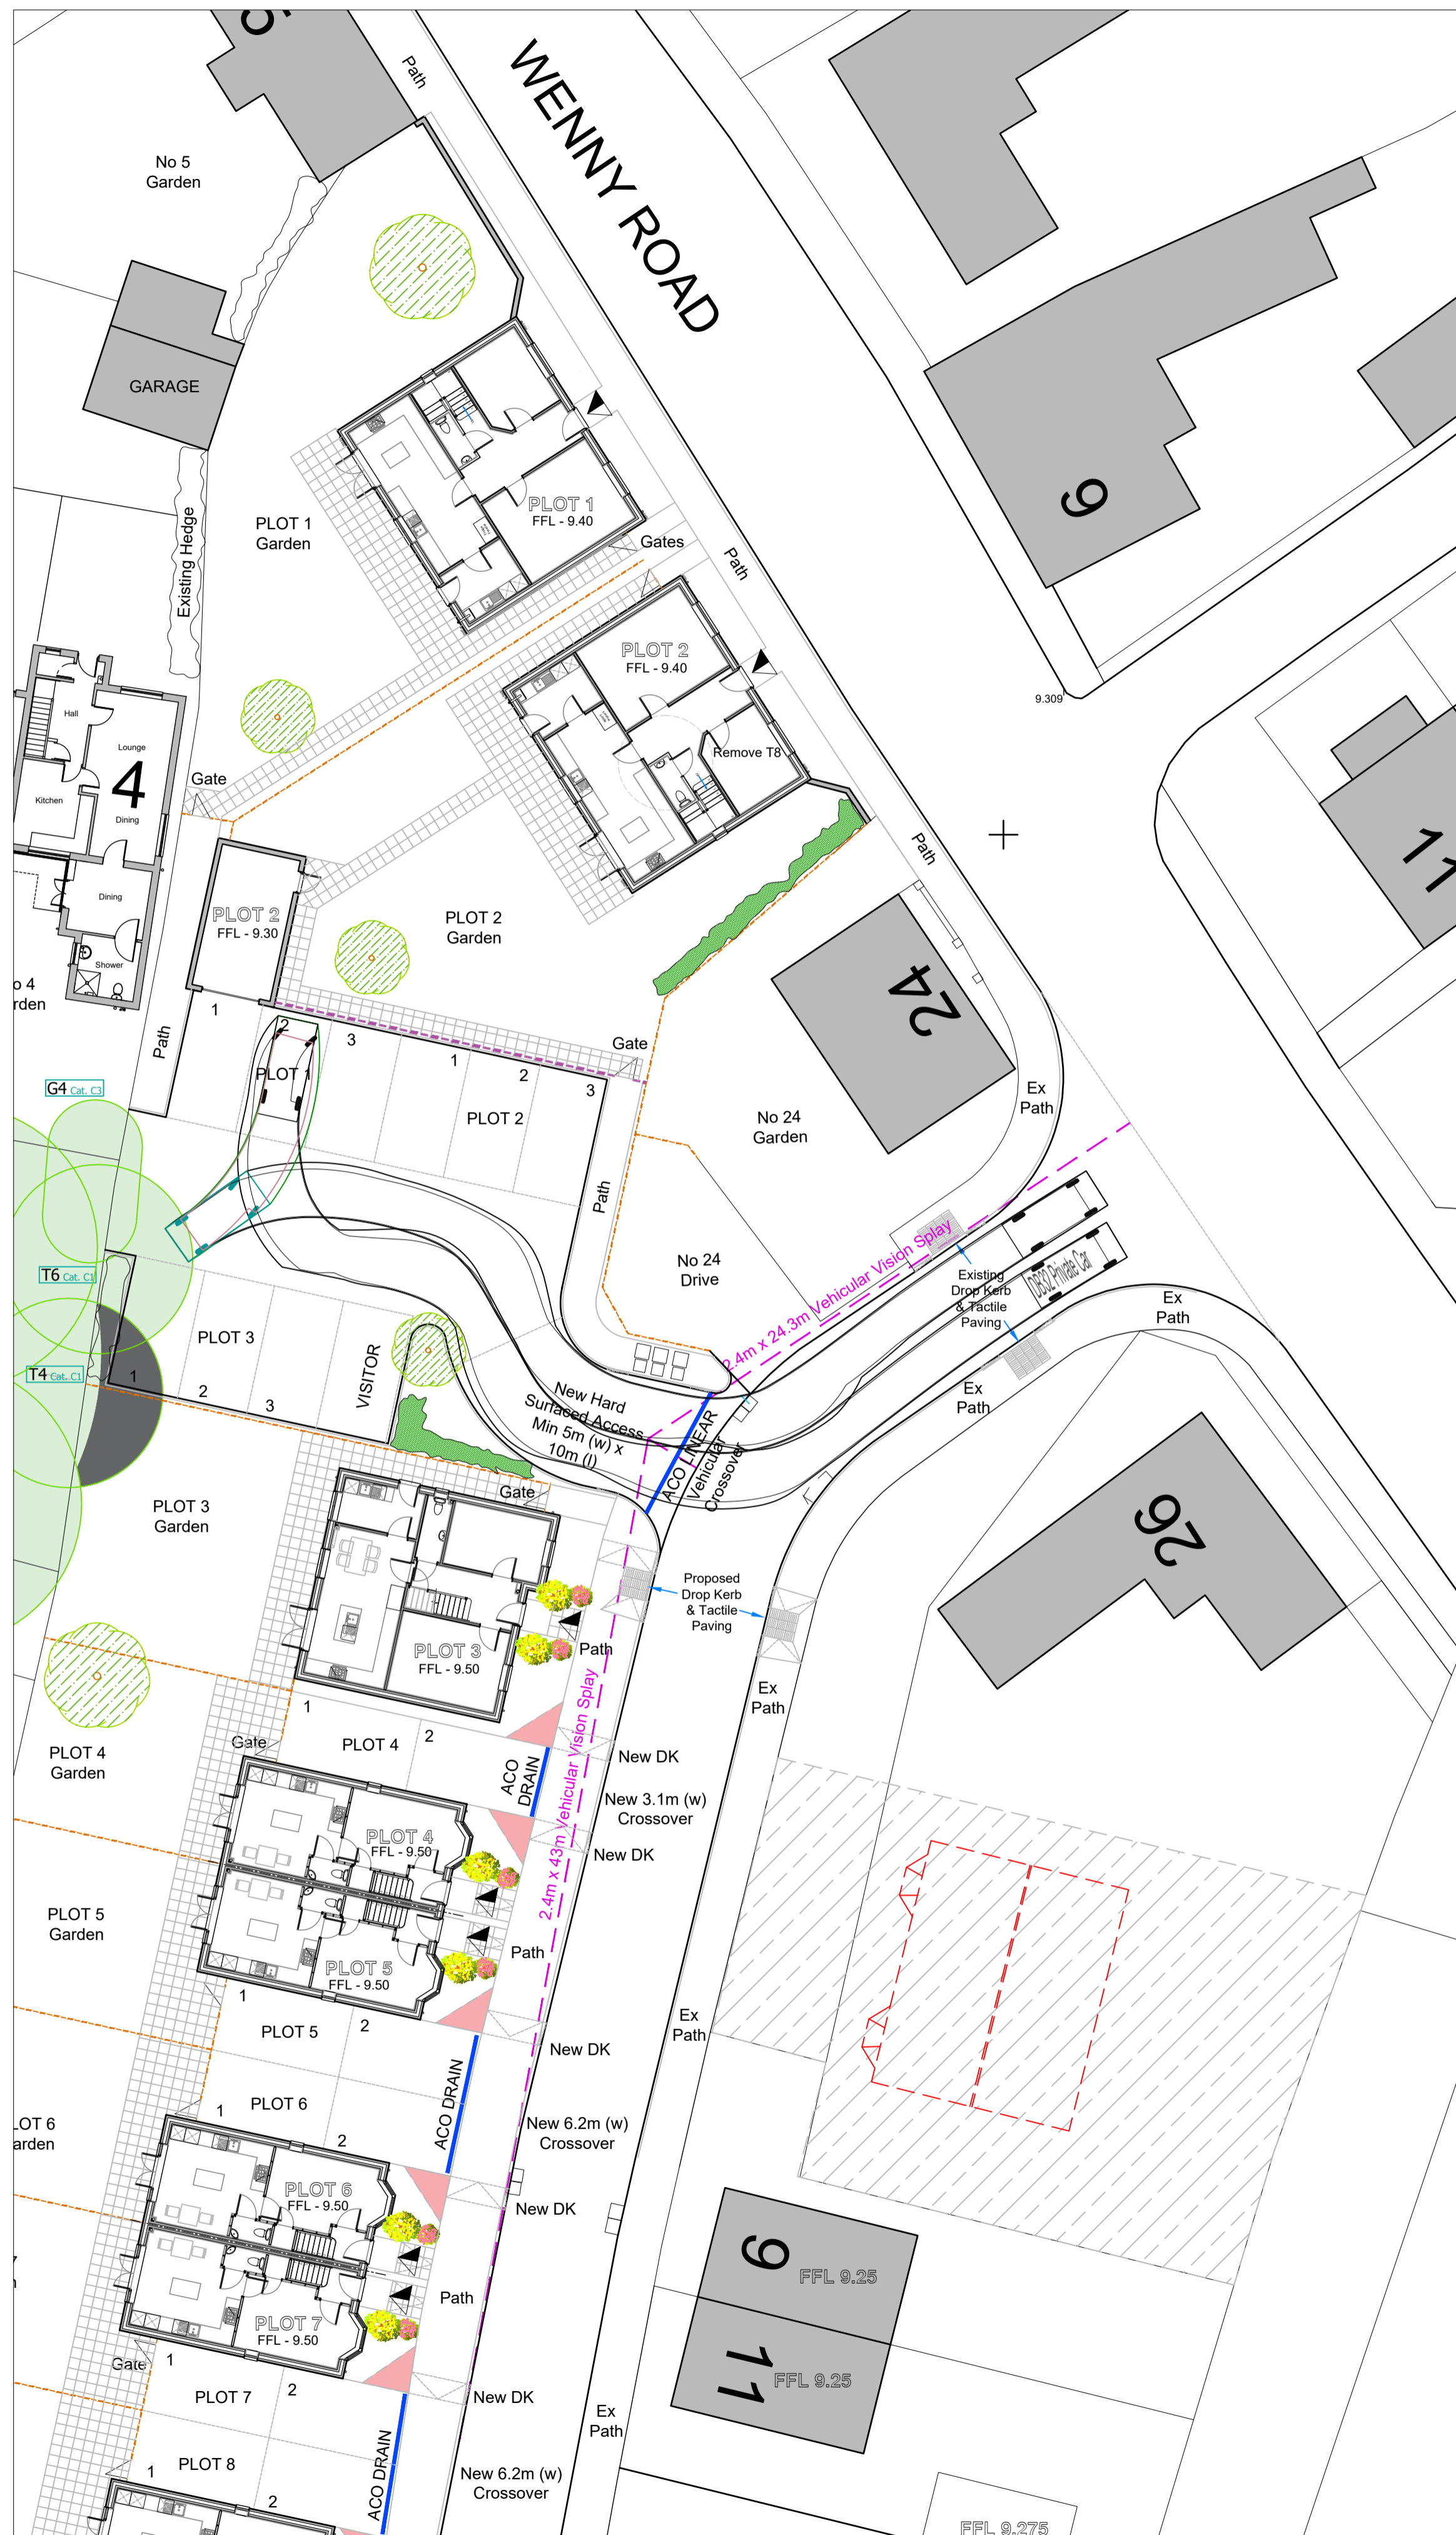 5
Path
WENNY ROAD
No 5
Garden
GARAGE
Existing Hedge
PLOT 1
Garden
PLOT 1
FFL - 9.40
Gates
Path
9
PLOT 2
FFL - 9.40
Remove T8
9.309
Hall
Lounge
4
Kitchen
Dining
Gate
Dining
Shower
PLOT 2
FFL - 9.30
PLOT 2
Garden
Path
11
24
o 4
rden
Path
1
2
3
PLOT 1
1
2
3
PLOT 2
Gate
G4 Cat. C3
Ex
Path
No 24
Garden
Path
No 24
Drive
2.4m x 24.3m Vehicular Vision Splay
Existing
Drop Kerb
& Tactile
Paving
DB32 Private Car
Ex
Path
T6 Cat. C1
T4 Cat. C1
PLOT 3
1
2
3
VISITOR
New Hard
Surfaced Access
Min 5m (w) x
10m (l)
ACO LINEAR
Vehicular
Crossover
Ex
Path
Gate
PLOT 3
Garden
26
Proposed
Drop Kerb
& Tactile
Paving
PLOT 3
FFL - 9.50
Path
Ex
Path
1
PLOT 4
2
Gate
PLOT 4
Garden
ACO
DRAIN
2.4m x 43m Vehicular Vision Splay
New DK
New 3.1m (w)
Crossover
New DK
PLOT 4
FFL - 9.50
PLOT 5
Garden
PLOT 5
FFL - 9.50
Path
1
2
PLOT 5
Ex
Path
New DK
PLOT 6
1
2
ACO DRAIN
New 6.2m (w)
Crossover
LOT 6
arden
PLOT 6
FFL - 9.50
New DK
9
FFL 9.25
Path
PLOT 7
FFL - 9.50
11
FFL 9.25
Gate
1
PLOT 7
2
New DK
Ex
Path
PLOT 8
1
2
ACO DRAIN
New 6.2m (w)
Crossover
FFL 9.275